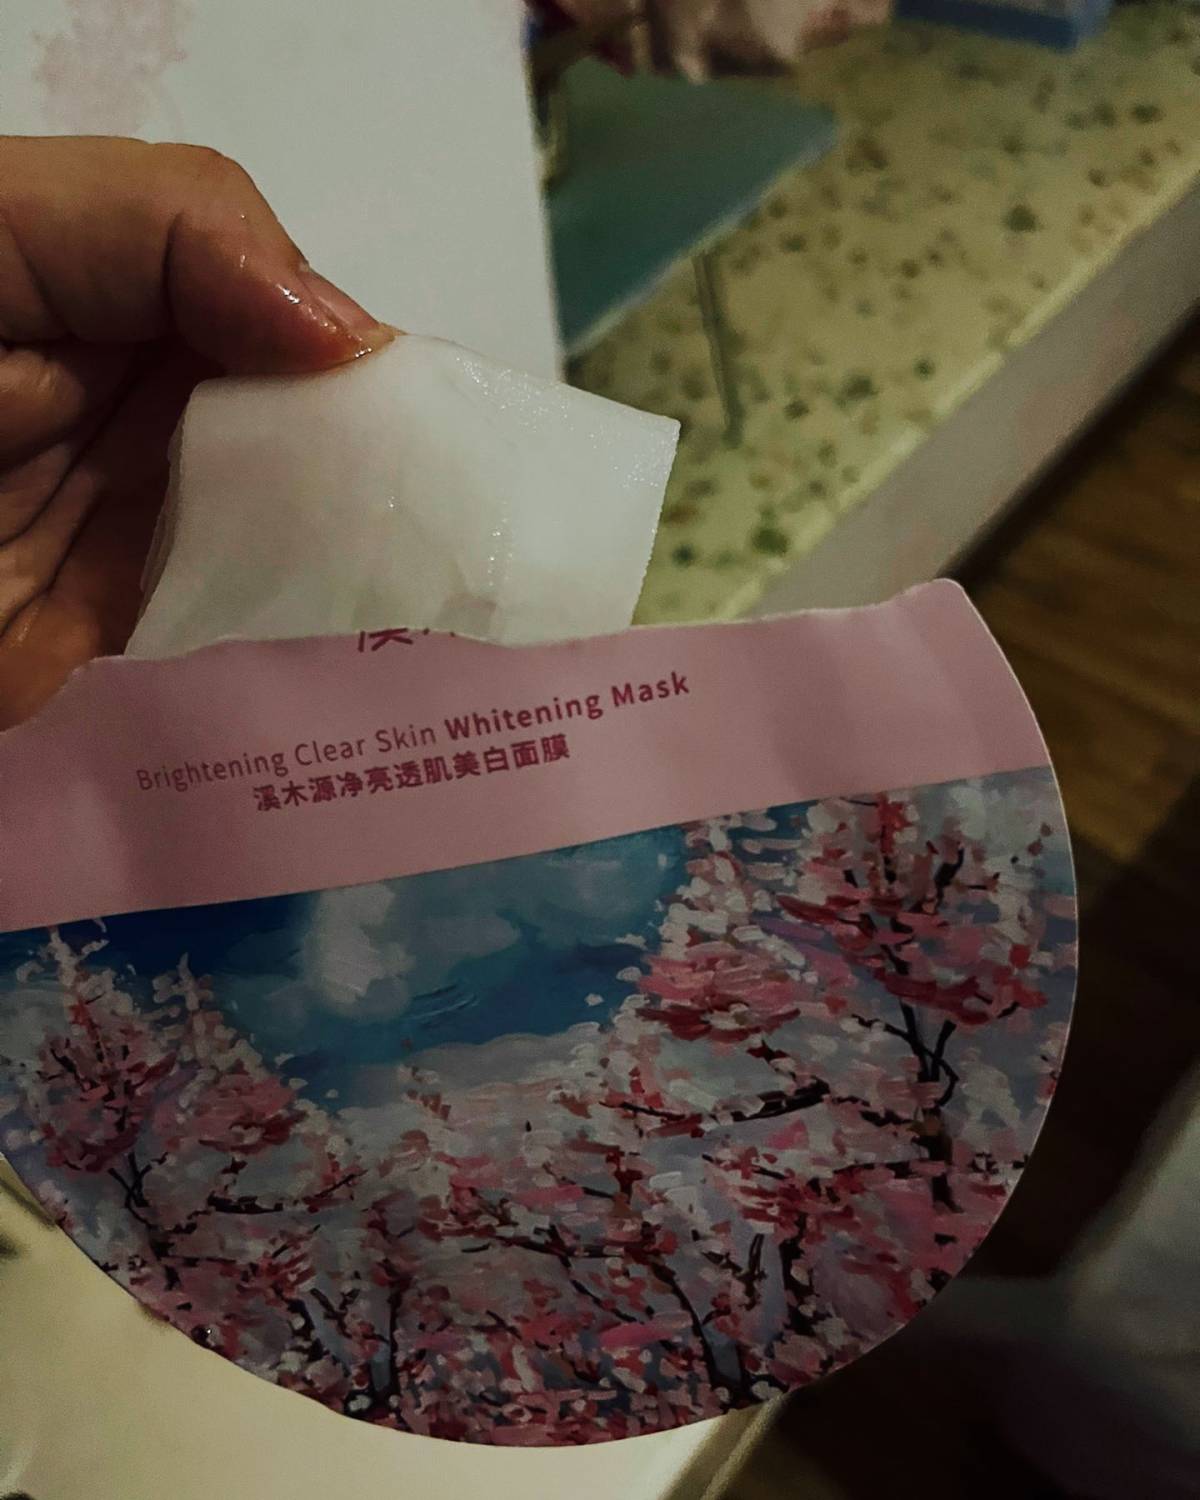 Brightening Clear Skin Whitening Mask
溪木源净亮透肌美白面膜